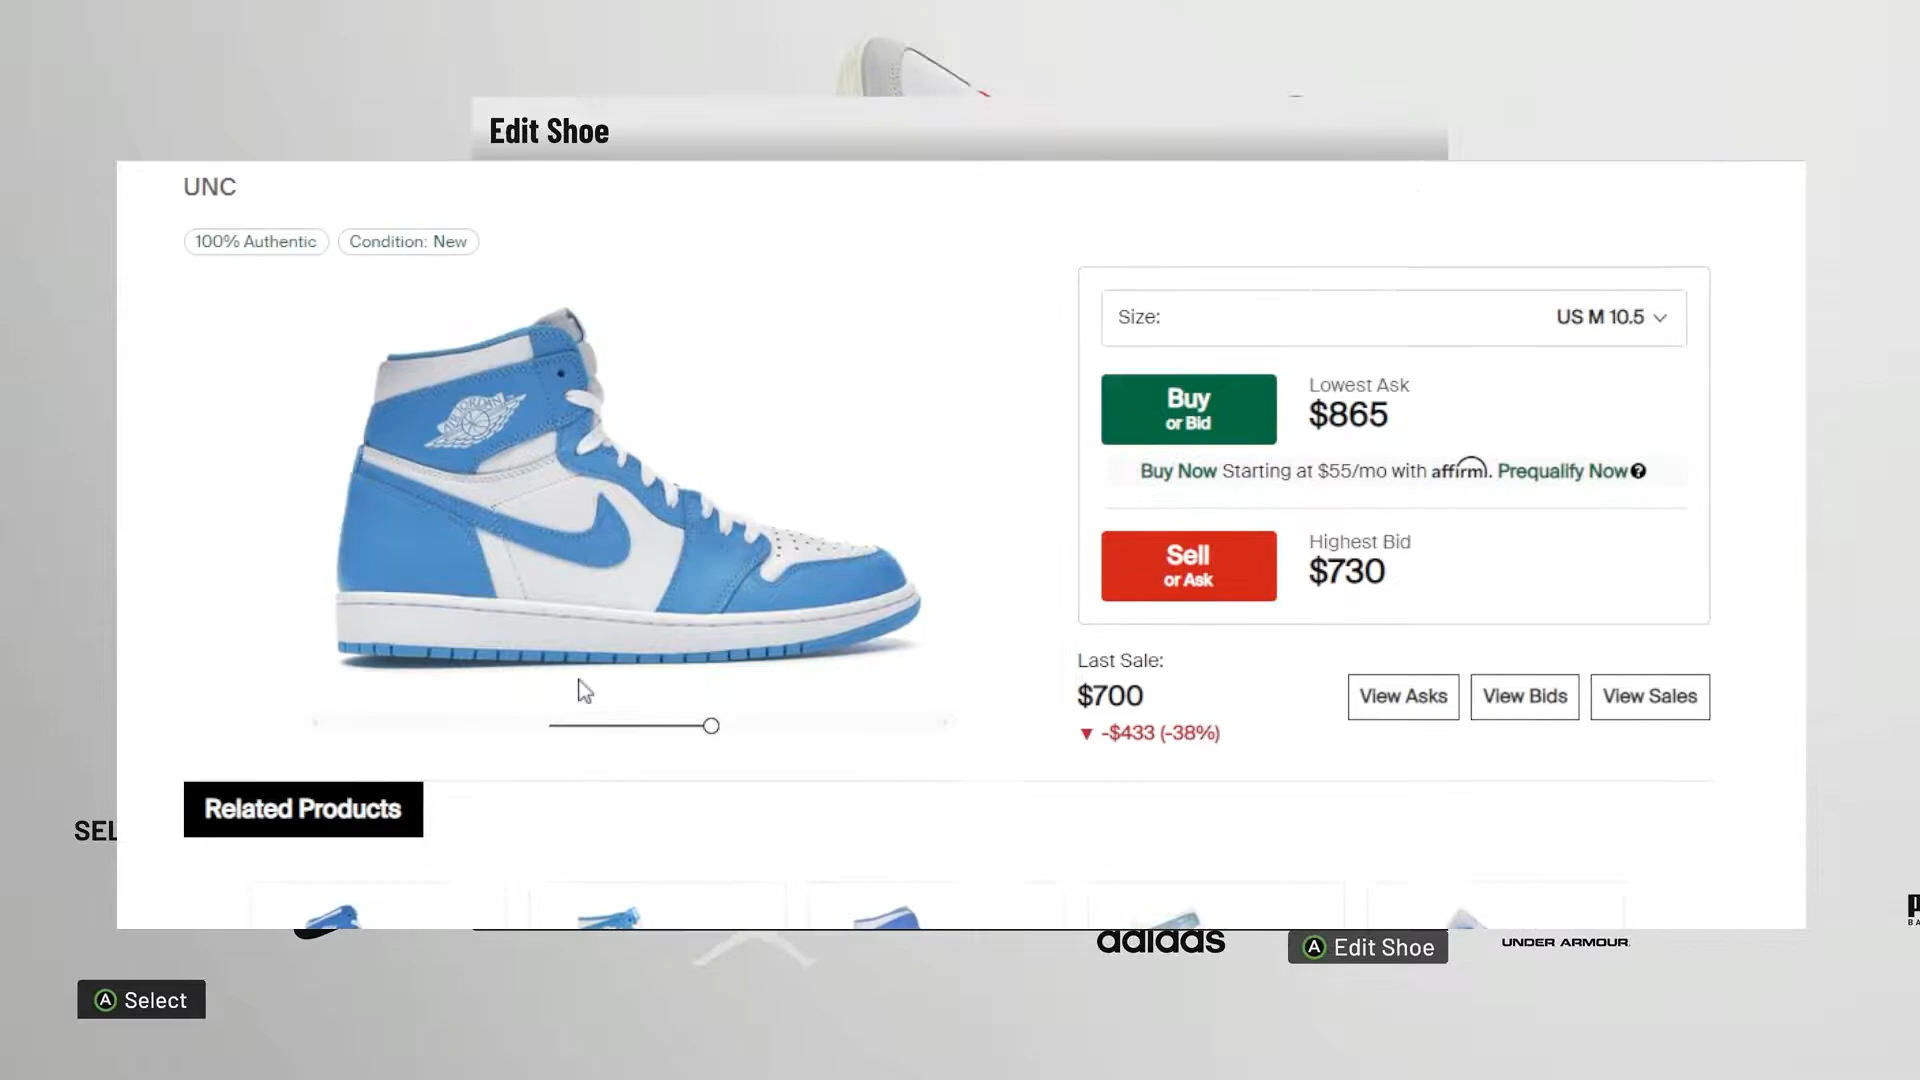 Edit Shoe
UNC
100% Authentic
Condition: New
AIR JORDAN
Size:
US M 10.5
Buy
or Bid
Lowest Ask
$865
Buy Now Starting at $55/mo with affirm. Prequalify Now
Sell
or Ask
Highest Bid
$730
Last Sale:
$700
▼ -$433 (-38%)
View Asks
View Bids
View Sales
Related Products
SEL
adidas
A Edit Shoe
UNDER ARMOUR
A Select